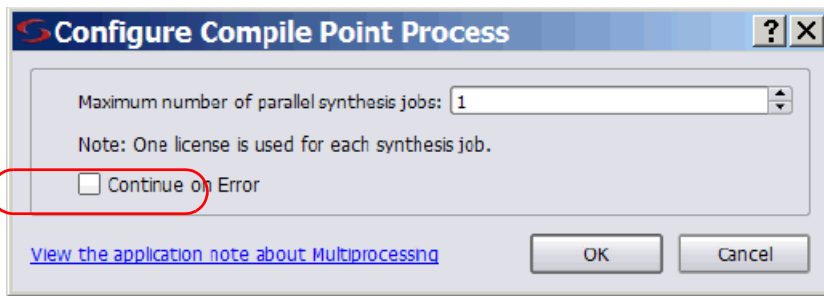 Configure Compile Point Process
Maximum number of parallel synthesis jobs: 1
Note: One license is used for each synthesis job.
Continue on Error
View the application note about Multiprocessing
OK
Cancel